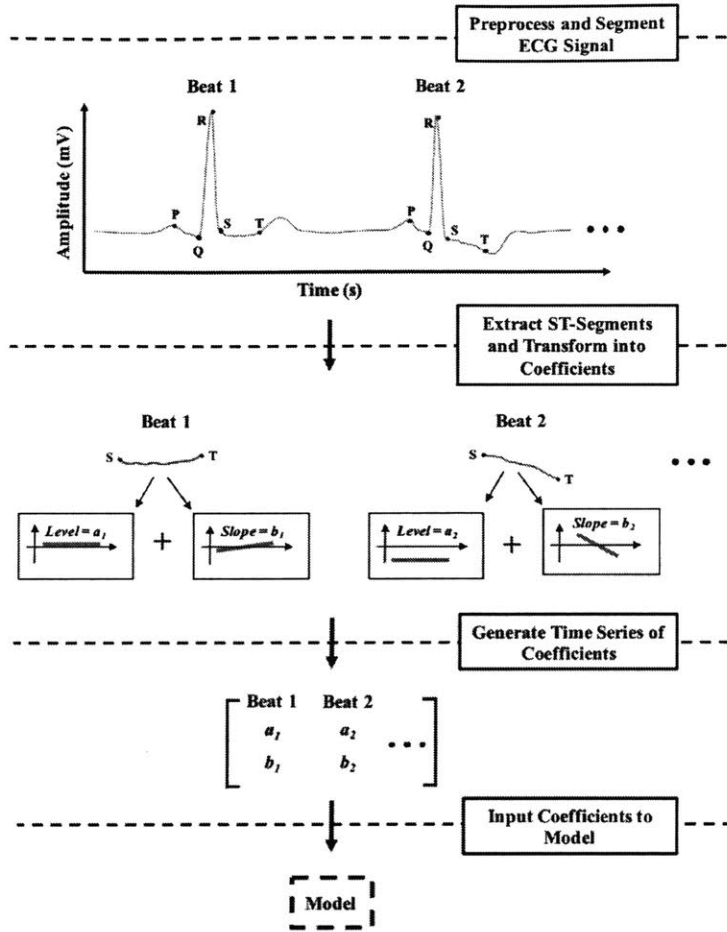 Preprocess and Segment
ECG Signal
Beat 1
Beat 2
R
R
Amplitude (mV)
P
S
T
Q
P
S
T
Q
• • •
Time (s)
Extract ST-Segments
and Transform into
Coefficients
Beat 1
Beat 2
S
T
S
T
• • •
Level = a1
+
Slope = b1
Level = a2
+
Slope = b2
Generate Time Series of
Coefficients
Beat 1 Beat 2
a1 a2 • • •
b1 b2
Input Coefficients to
Model
Model